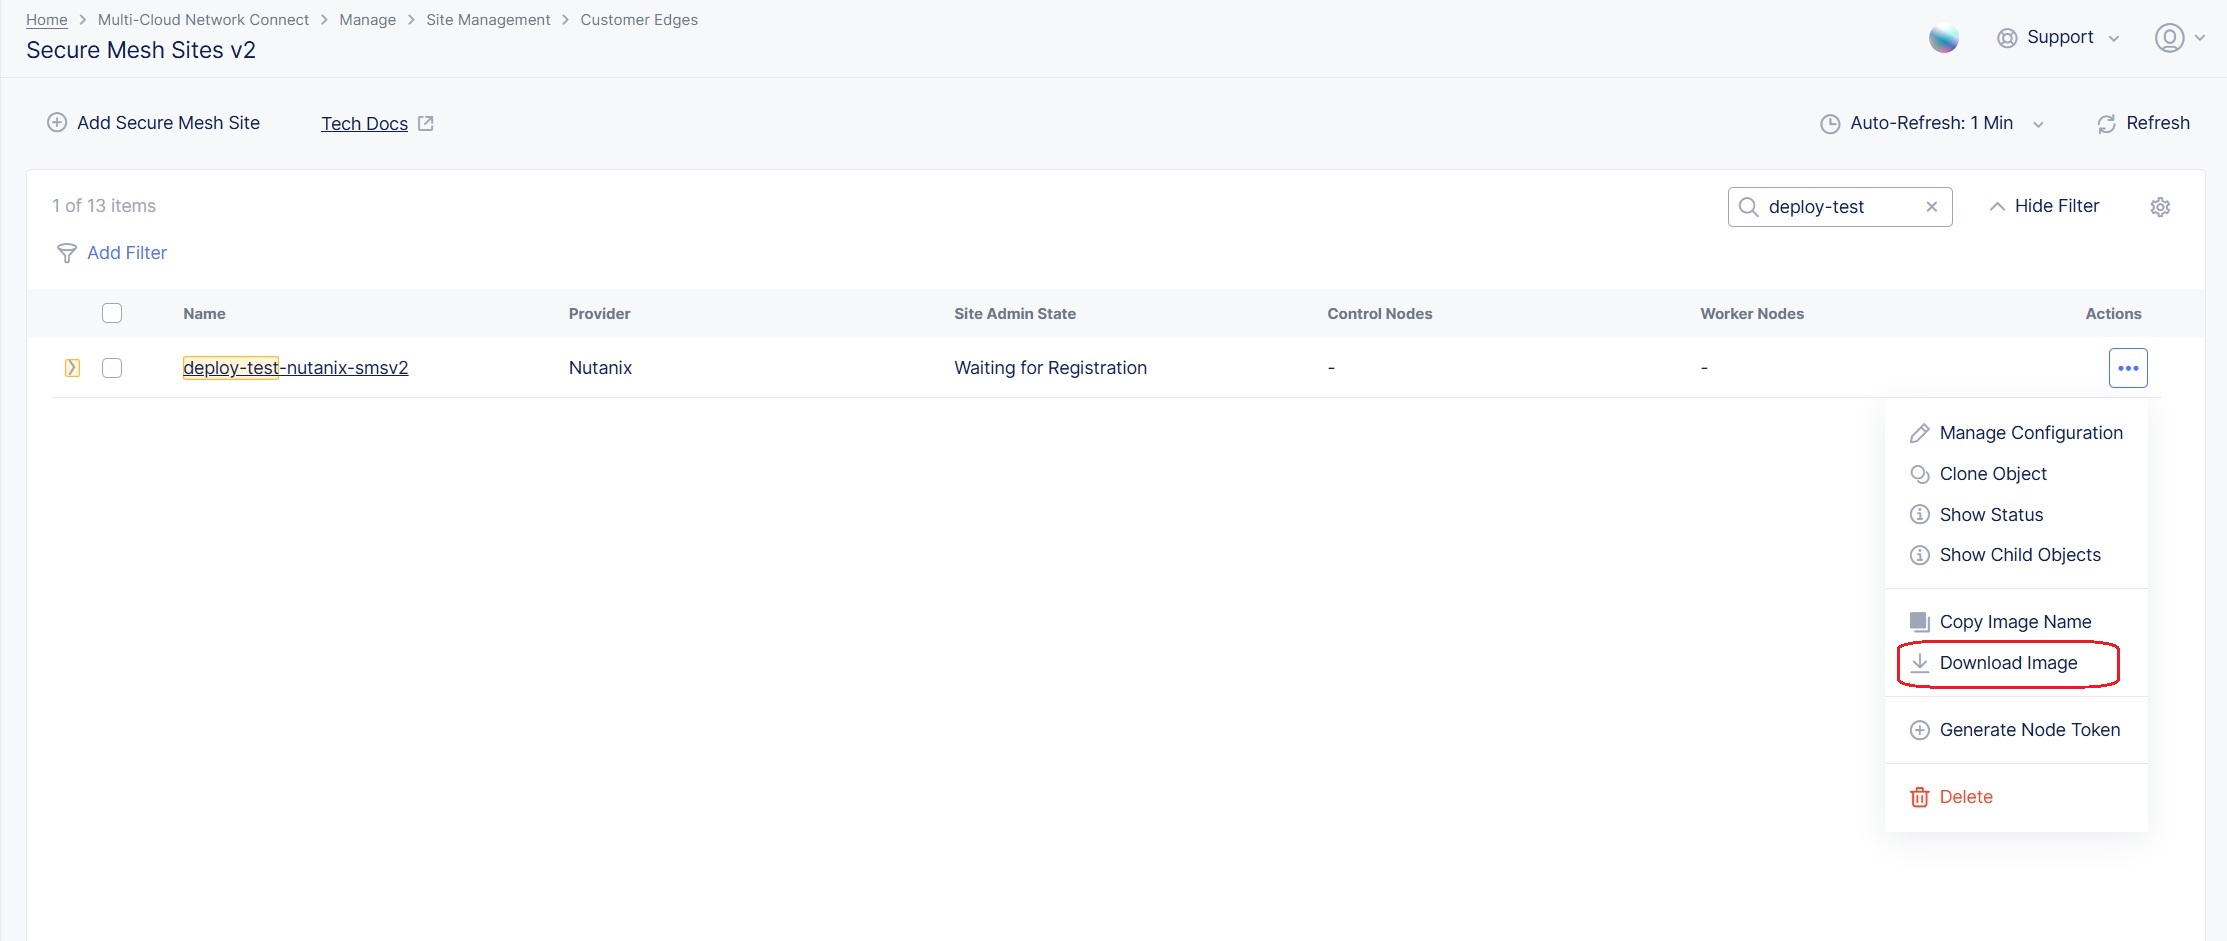 Home > Multi-Cloud Network Connect > Manage > Site Management > Customer Edges
Secure Mesh Sites v2
Support
Add Secure Mesh Site
Tech Docs
Auto-Refresh: 1 Min
Refresh
1 of 13 items
deploy-test
Hide Filter
Add Filter
Name Provider Site Admin State Control Nodes Worker Nodes Actions
deploy-test-nutanix-smsv2 Nutanix Waiting for Registration - -
Manage Configuration
Clone Object
Show Status
Show Child Objects
Copy Image Name
Download Image
Generate Node Token
Delete